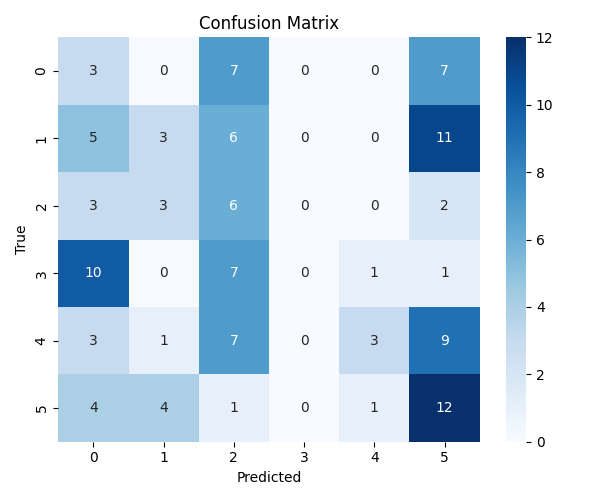 Confusion Matrix
12
0 3 0 7 0 0 7
10
1 5 3 6 0 0 11
8
2 3 3 6 0 0 2
6
True
3 10 0 7 0 1 1
4
4 3 1 7 0 3 9
2
5 4 4 1 0 1 12
0
0 1 2 3 4 5
Predicted